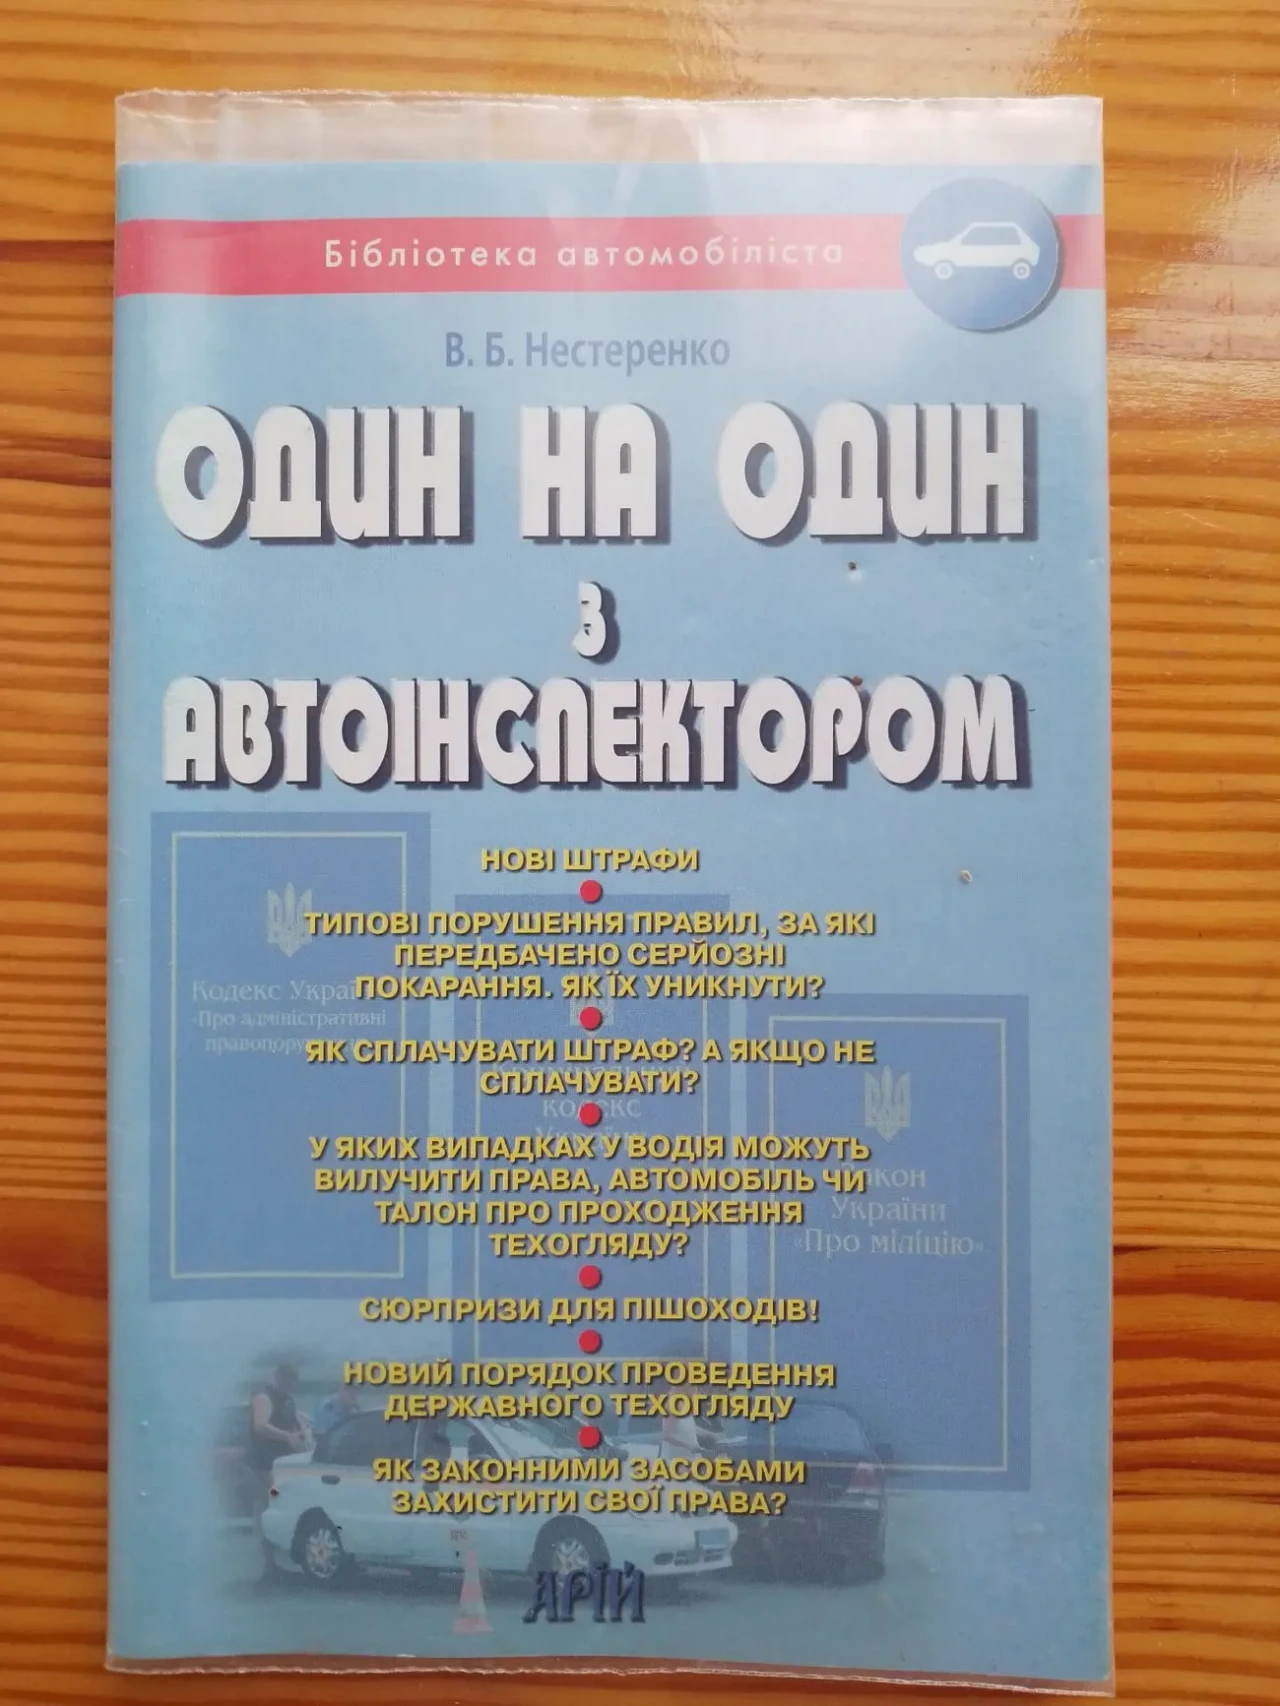 Бібліотека автомобіліста
В. Б. Нестеренко
ОДИН НА ОДИН
З
АВТОІНСПЕКТОРОМ
НОВІ ШТРАФИ
ТИПОВІ ПОРУШЕННЯ ПРАВИЛ, ЗА ЯКІ
ПЕРЕДБАЧЕНО СЕРЙОЗНІ
ПОКАРАННЯ. ЯК ЇХ УНИКНУТИ?
ЯК СПЛАЧУВАТИ ШТРАФ? А ЯКЩО НЕ
СПЛАЧУВАТИ?
У ЯКИХ ВИПАДКАХ У ВОДІЯ МОЖУТЬ
ВИЛУЧИТИ ПРАВА, АВТОМОБІЛЬ ЧИ
ТАЛОН ПРО ПРОХОДЖЕННЯ
ТЕХОГЛЯДУ?
СЮРПРИЗИ ДЛЯ ПІШОХОДІВ!
НОВИЙ ПОРЯДОК ПРОВЕДЕННЯ
ДЕРЖАВНОГО ТЕХОГЛЯДУ
ЯК ЗАКОННИМИ ЗАСОБАМИ
ЗАХИСТИТИ СВОЇ ПРАВА?
Кодекс
«Про адміністративні
кодекс
Закон
України
«Про міліцію»
АРІЙ